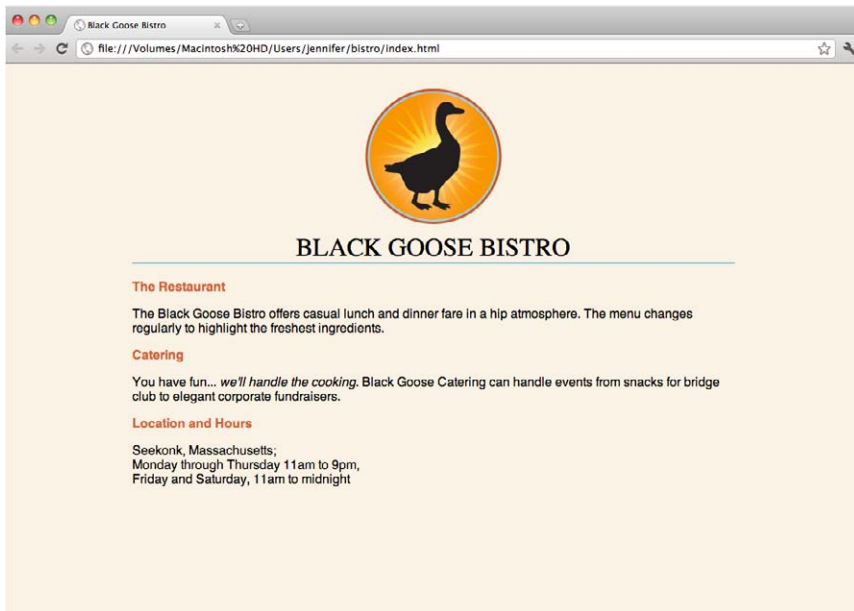 Black Goose Bistro
file:///Volumes/Macintosh%20HD/Users/jennifer/bistro/index.html
BLACK GOOSE BISTRO
The Restaurant
The Black Goose Bistro offers casual lunch and dinner fare in a hip atmosphere. The menu changes
regularly to highlight the freshest ingredients.
Catering
You have fun... we'll handle the cooking. Black Goose Catering can handle events from snacks for bridge
club to elegant corporate fundraisers.
Location and Hours
Seekonk, Massachusetts;
Monday through Thursday 11am to 9pm,
Friday and Saturday, 11am to midnight